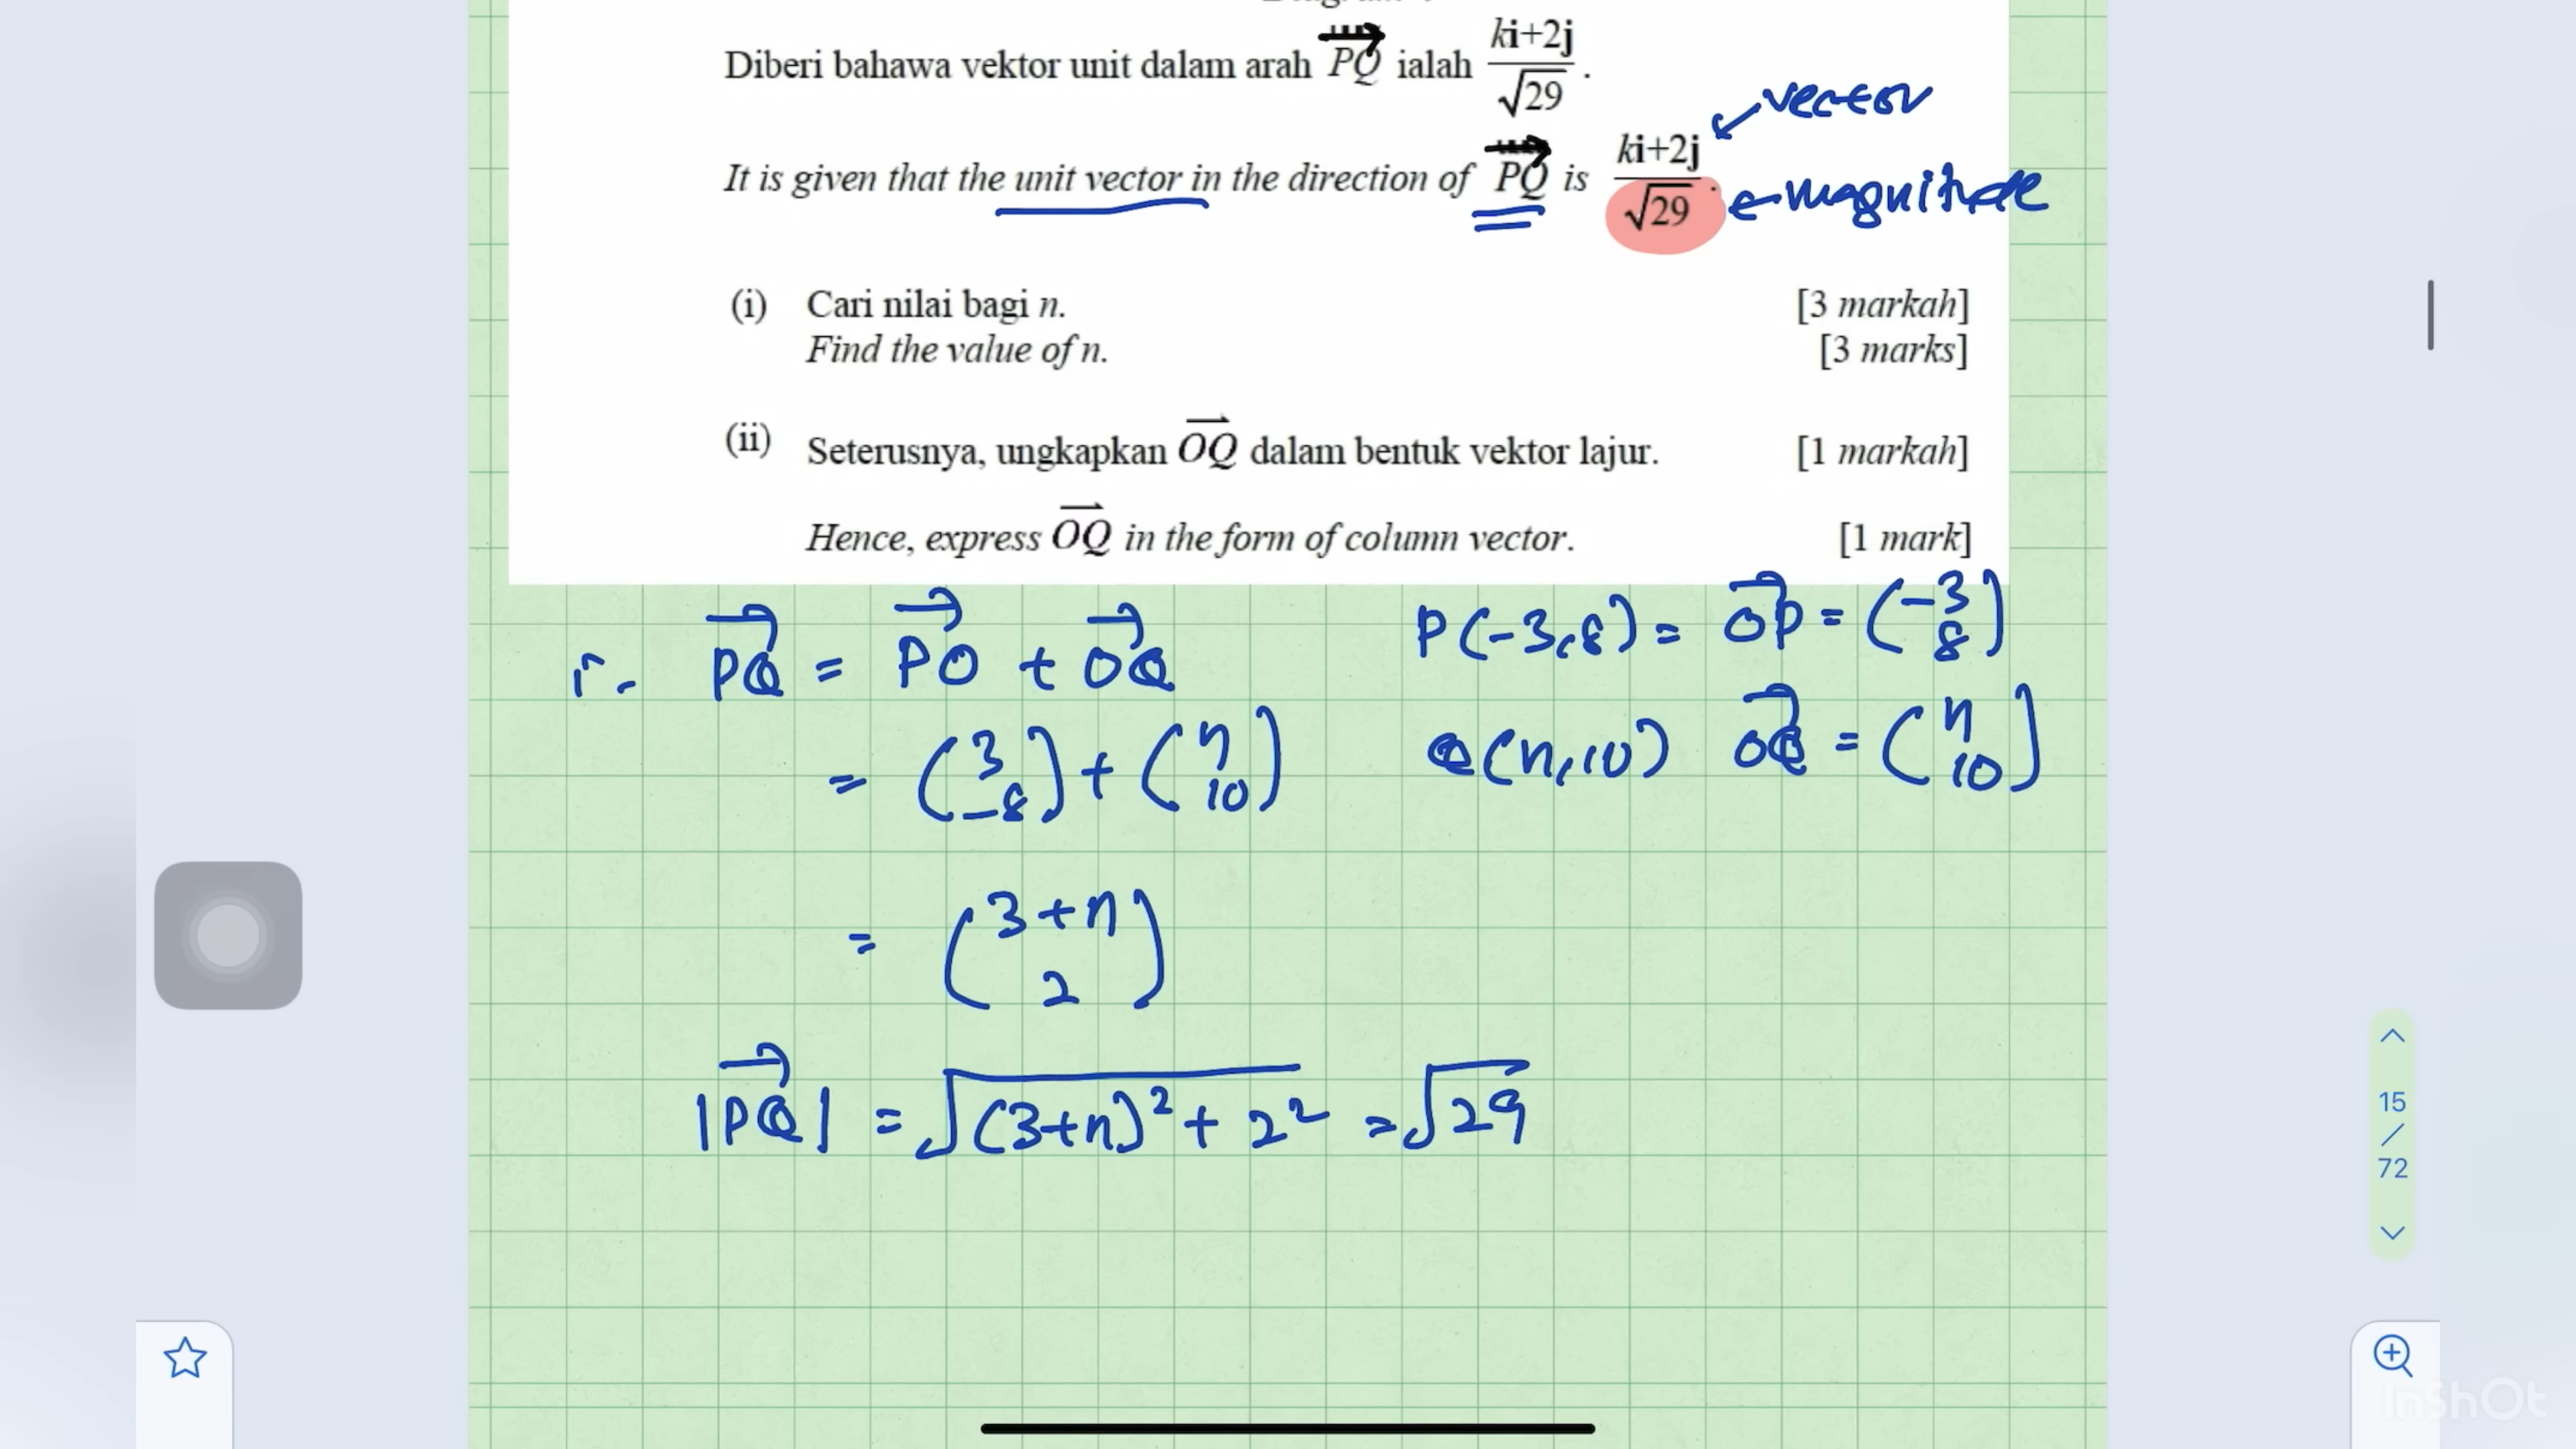 Diberi bahawa vektor unit dalam arah PQ ialah ki+2j / √29 .
vector
It is given that the unit vector in the direction of PQ is ki+2j / √29 .
magnitude
(i) Cari nilai bagi n. [3 markah]
Find the value of n. [3 marks]
(ii) Seterusnya, ungkapkan OQ dalam bentuk vektor lajur. [1 markah]
Hence, express OQ in the form of column vector. [1 mark]
i. PQ = PO + OQ
P(-3,8) = OP = (-3 8)
= (3 -8) + (n 10)
Q(n,10) OQ = (n 10)
= (3+n 2)
|PQ| = √(3+n)² + 2² = √29
15
/
72
InShOt